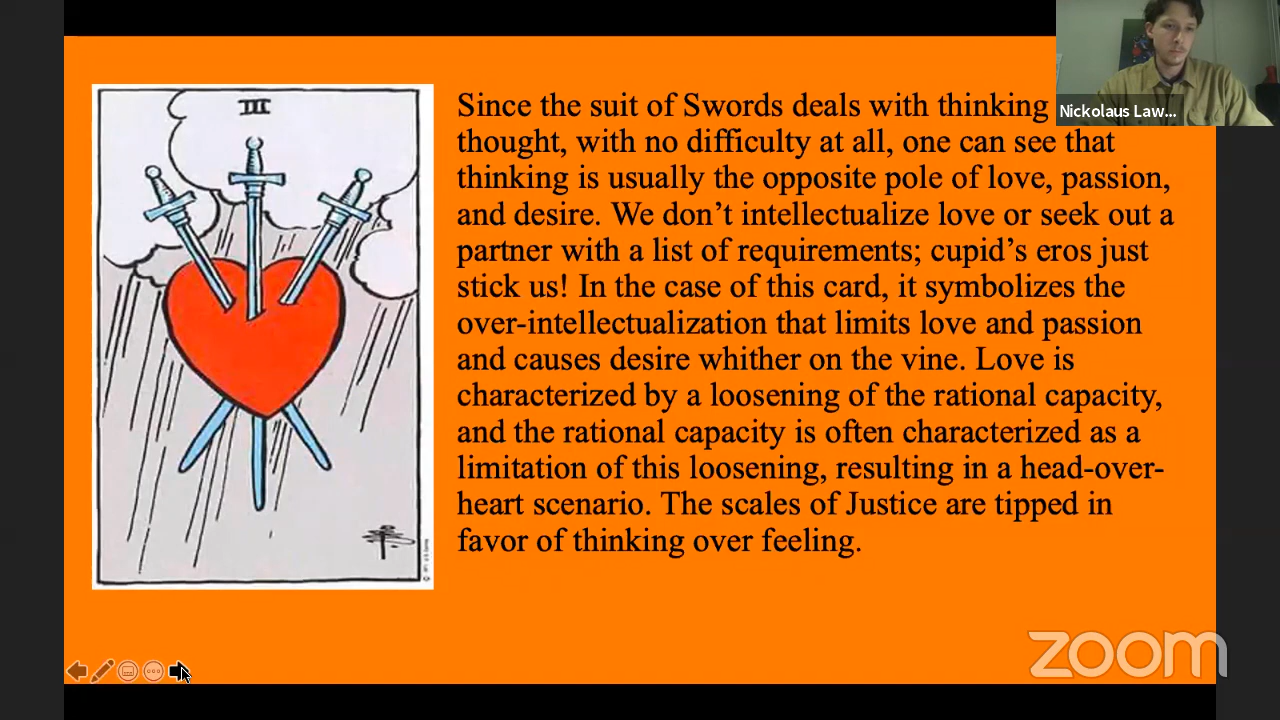 III
Since the suit of Swords deals with thinking
thought, with no difficulty at all, one can see that
thinking is usually the opposite pole of love, passion,
and desire. We don’t intellectualize love or seek out a
partner with a list of requirements; cupid’s eros just
stick us! In the case of this card, it symbolizes the
over-intellectualization that limits love and passion
and causes desire whither on the vine. Love is
characterized by a loosening of the rational capacity,
and the rational capacity is often characterized as a
limitation of this loosening, resulting in a head-over-
heart scenario. The scales of Justice are tipped in
favor of thinking over feeling.
Nickolaus Law...
zoom